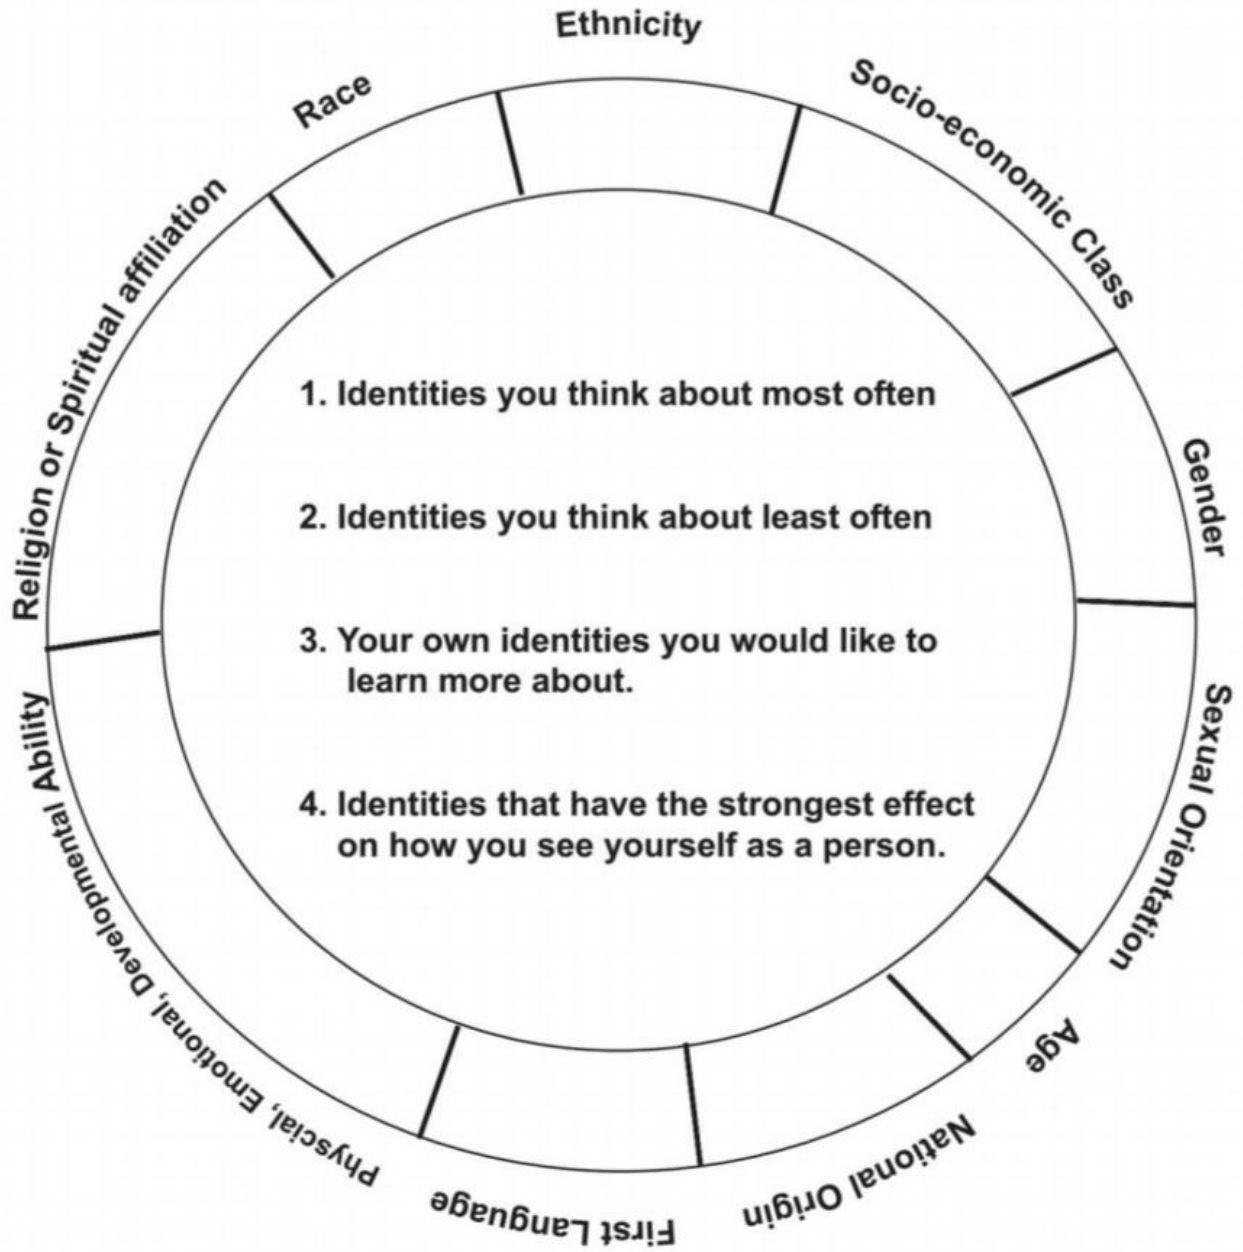 Ethnicity
Socio-economic Class
Gender
Sexual Orientation
Age
National Origin
First Language
Physcial, Emotional, Developmental Ability
Religion or Spiritual affiliation
Race
1. Identities you think about most often
2. Identities you think about least often
3. Your own identities you would like to
learn more about.
4. Identities that have the strongest effect
on how you see yourself as a person.